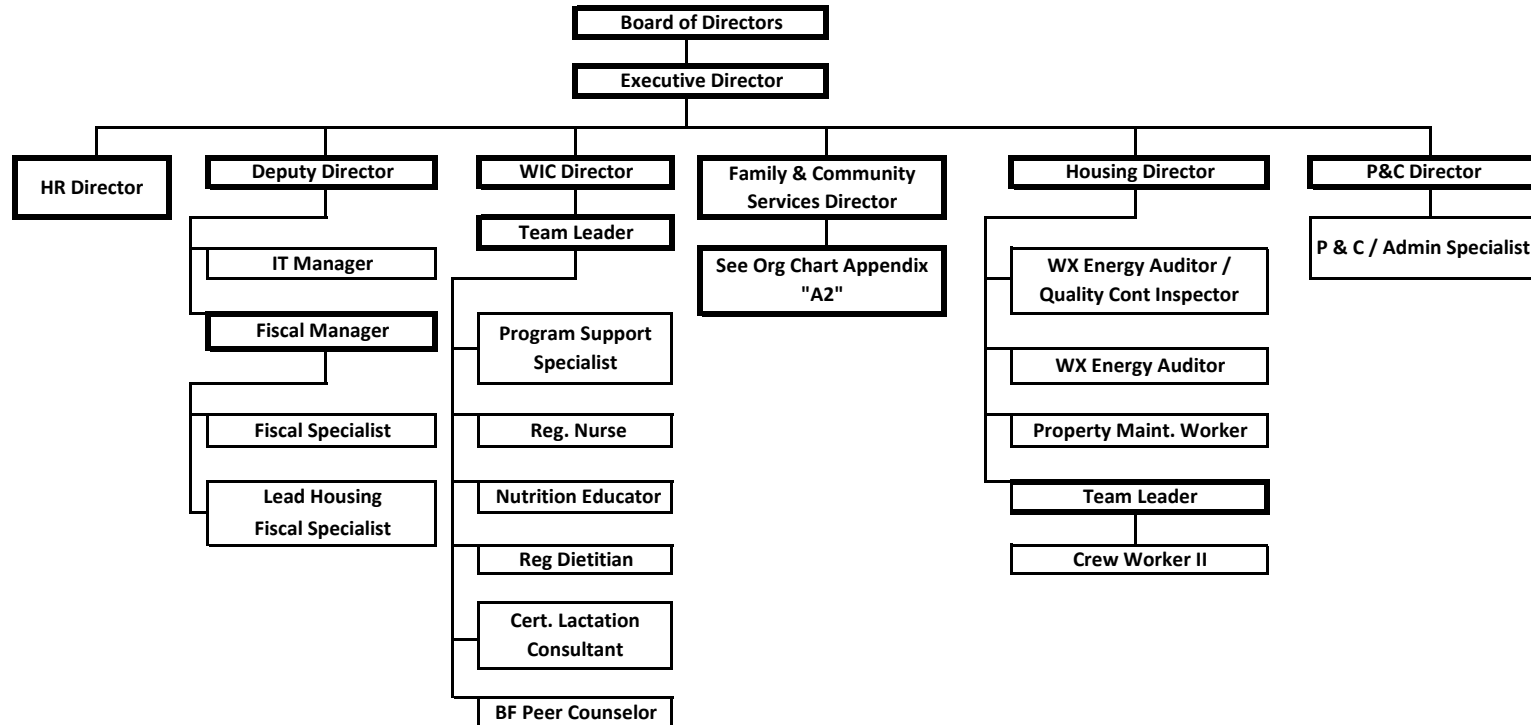 Board of Directors
Executive Director
HR Director
Deputy Director
IT Manager
Fiscal Manager
Fiscal Specialist
Lead Housing
Fiscal Specialist
WIC Director
Team Leader
Program Support
Specialist
Reg. Nurse
Nutrition Educator
Reg Dietitian
Cert. Lactation
Consultant
BF Peer Counselor
Family & Community
Services Director
See Org Chart Appendix
"A2"
Housing Director
WX Energy Auditor /
Quality Cont Inspector
WX Energy Auditor
Property Maint. Worker
Team Leader
Crew Worker II
P&C Director
P & C / Admin Specialist